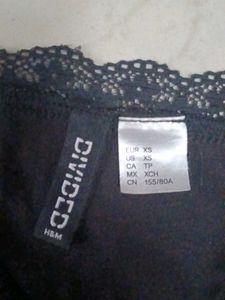 DIVIDED
H&M
EUR XS
US XS
CA TP
MX XCH
CN 155/80A